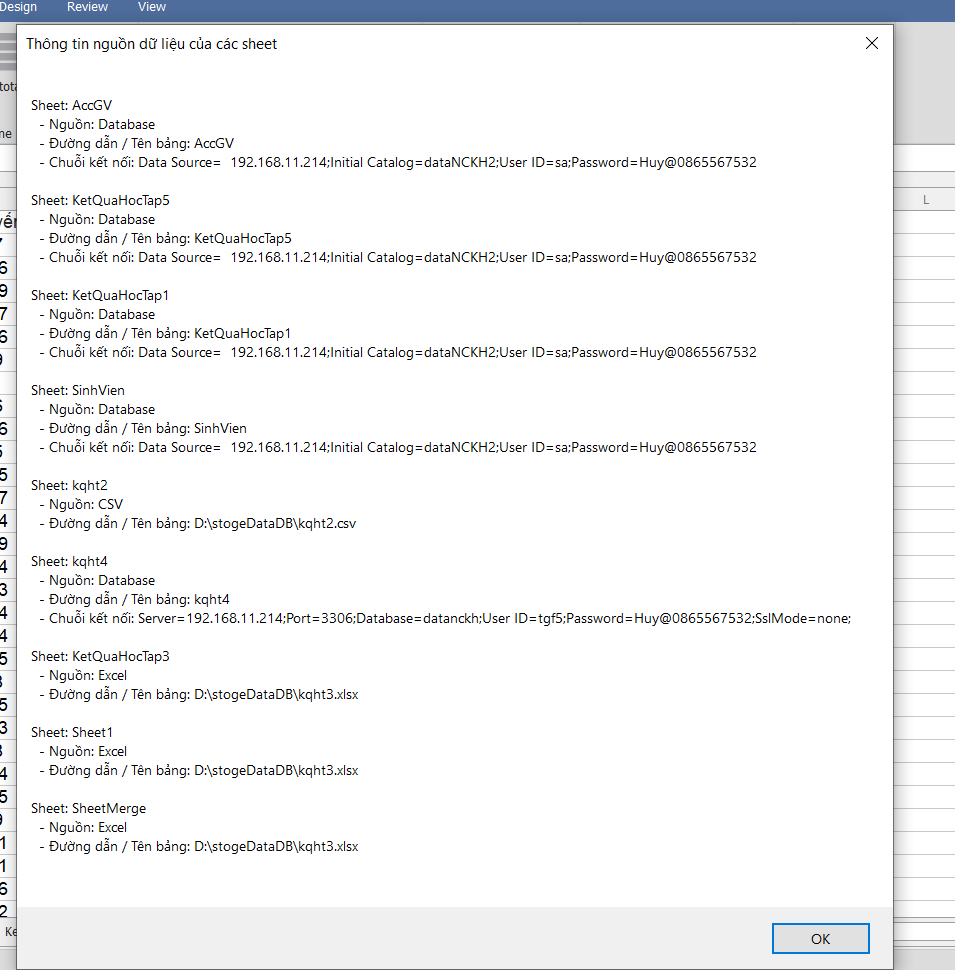 Design Review View
Thông tin nguồn dữ liệu của các sheet
L
Sheet: AccGV
- Nguồn: Database
- Đường dẫn / Tên bảng: AccGV
- Chuỗi kết nối: Data Source= 192.168.11.214;Initial Catalog=dataNCKH2;User ID=sa;Password=Huy@0865567532
Sheet: KetQuaHocTap5
- Nguồn: Database
- Đường dẫn / Tên bảng: KetQuaHocTap5
- Chuỗi kết nối: Data Source= 192.168.11.214;Initial Catalog=dataNCKH2;User ID=sa;Password=Huy@0865567532
Sheet: KetQuaHocTap1
- Nguồn: Database
- Đường dẫn / Tên bảng: KetQuaHocTap1
- Chuỗi kết nối: Data Source= 192.168.11.214;Initial Catalog=dataNCKH2;User ID=sa;Password=Huy@0865567532
Sheet: SinhVien
- Nguồn: Database
- Đường dẫn / Tên bảng: SinhVien
- Chuỗi kết nối: Data Source= 192.168.11.214;Initial Catalog=dataNCKH2;User ID=sa;Password=Huy@0865567532
Sheet: kqht2
- Nguồn: CSV
- Đường dẫn / Tên bảng: D:\stogeDataDB\kqht2.csv
Sheet: kqht4
- Nguồn: Database
- Đường dẫn / Tên bảng: kqht4
- Chuỗi kết nối: Server=192.168.11.214;Port=3306;Database=datanckh;User ID=tgf5;Password=Huy@0865567532;SslMode=none;
Sheet: KetQuaHocTap3
- Nguồn: Excel
- Đường dẫn / Tên bảng: D:\stogeDataDB\kqht3.xlsx
Sheet: Sheet1
- Nguồn: Excel
- Đường dẫn / Tên bảng: D:\stogeDataDB\kqht3.xlsx
Sheet: SheetMerge
- Nguồn: Excel
- Đường dẫn / Tên bảng: D:\stogeDataDB\kqht3.xlsx
OK